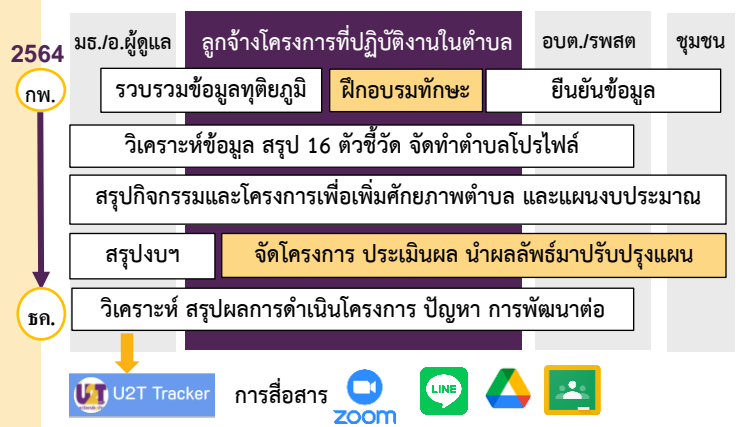 2564
มธ./อ.ผู้ดูแล
ลูกจ้างโครงการที่ปฏิบัติงานในตำบล
อบต./รพสต
ชุมชน
กพ.
รวบรวมข้อมูลทุติยภูมิ
ฝึกอบรมทักษะ
ยืนยันข้อมูล
วิเคราะห์ข้อมูล สรุป 16 ตัวชี้วัด จัดทำตำบลโปรไฟล์
สรุปกิจกรรมและโครงการเพื่อเพิ่มศักยภาพตำบล และแผนงบประมาณ
สรุปงบฯ
จัดโครงการ ประเมินผล นำผลลัพธ์มาปรับปรุงแผน
ธค.
วิเคราะห์ สรุปผลการดำเนินโครงการ ปัญหา การพัฒนาต่อ
U2T
U2T Tracker
การสื่อสาร
zoom
LINE